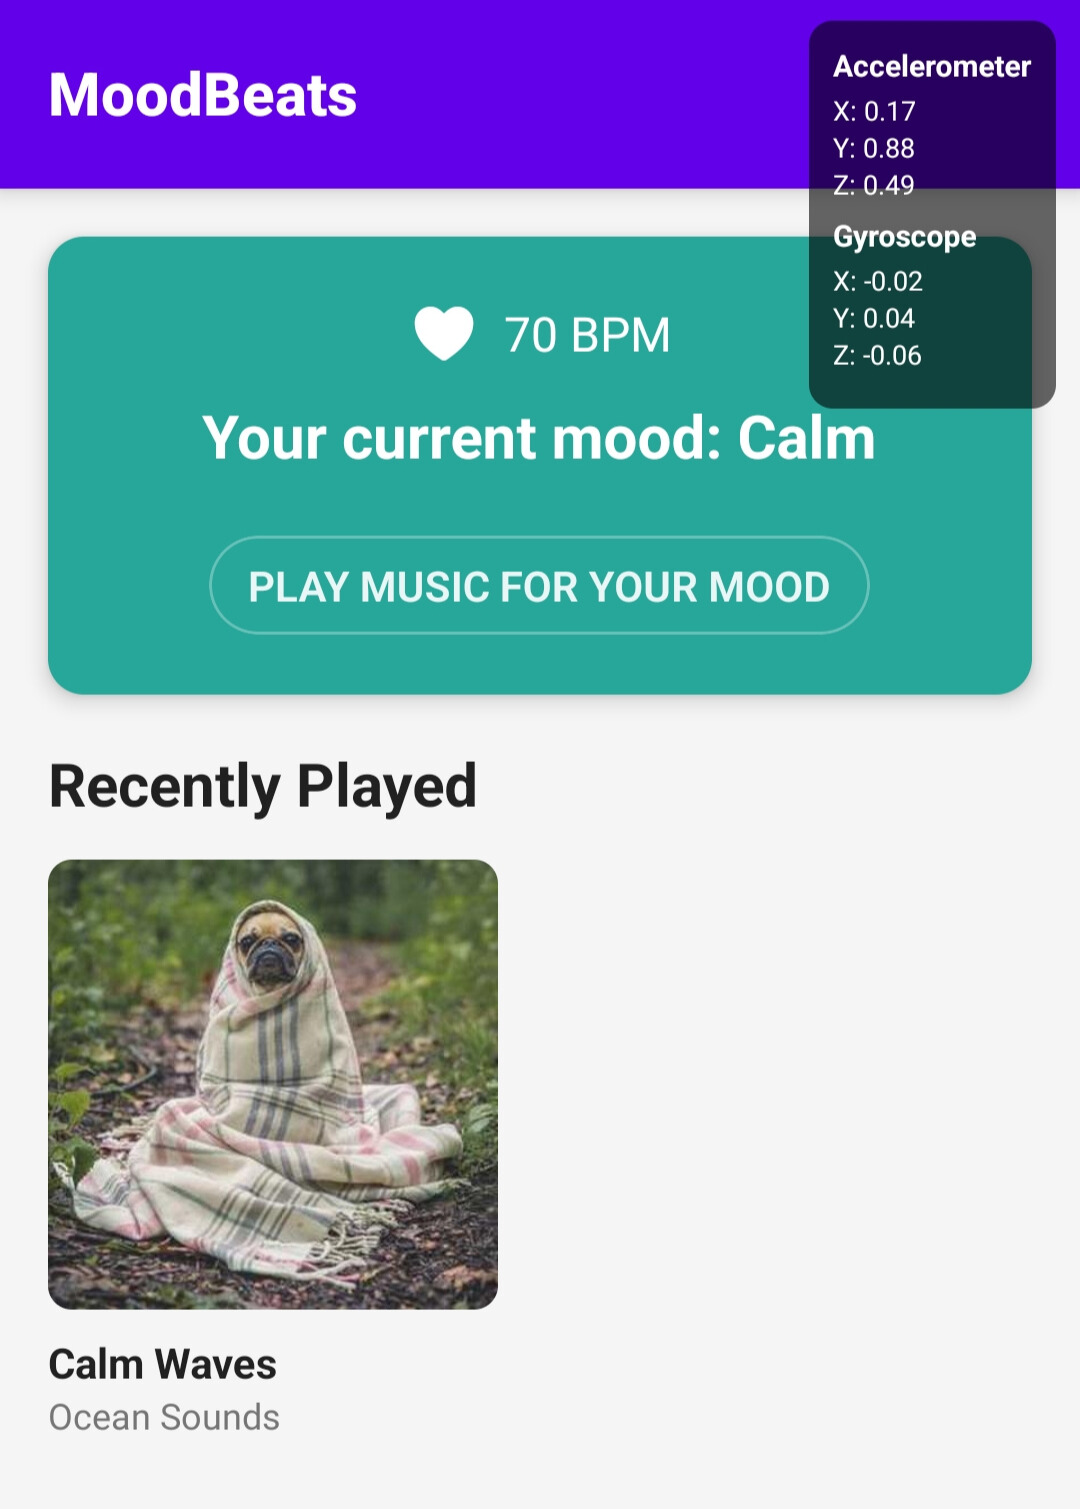 MoodBeats
Accelerometer
X: 0.17
Y: 0.88
Z: 0.49
Gyroscope
X: -0.02
Y: 0.04
Z: -0.06
70 BPM
Your current mood: Calm
PLAY MUSIC FOR YOUR MOOD
Recently Played
Calm Waves
Ocean Sounds